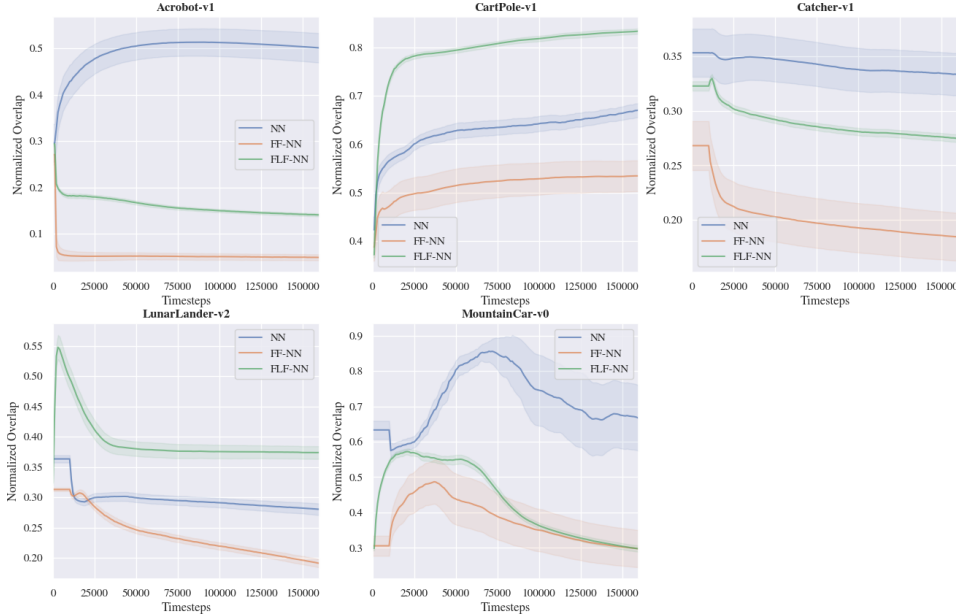 Acrobot-v1
Normalized Overlap
0.5
0.4
0.3
0.2
0.1
NN
FF-NN
FLF-NN
0 25000 50000 75000 100000 125000 150000
Timesteps
CartPole-v1
Normalized Overlap
0.8
0.7
0.6
0.5
0.4
NN
FF-NN
FLF-NN
0 25000 50000 75000 100000 125000 150000
Timesteps
Catcher-v1
Normalized Overlap
0.35
0.30
0.25
0.20
NN
FF-NN
FLF-NN
0 25000 50000 75000 100000 125000 150000
Timesteps
LunarLander-v2
Normalized Overlap
0.55
0.50
0.45
0.40
0.35
0.30
0.25
0.20
NN
FF-NN
FLF-NN
0 25000 50000 75000 100000 125000 150000
Timesteps
MountainCar-v0
Normalized Overlap
0.9
0.8
0.7
0.6
0.5
0.4
0.3
NN
FF-NN
FLF-NN
0 25000 50000 75000 100000 125000 150000
Timesteps